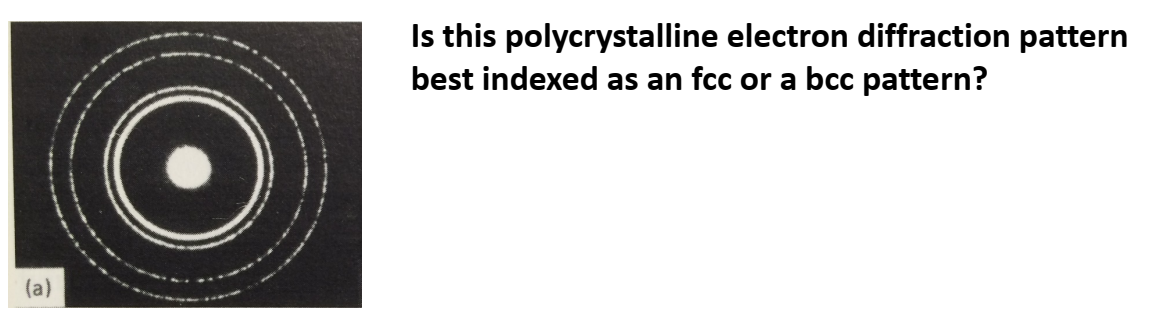 Is this polycrystalline electron diffraction pattern
best indexed as an fcc or a bcc pattern?
(a)